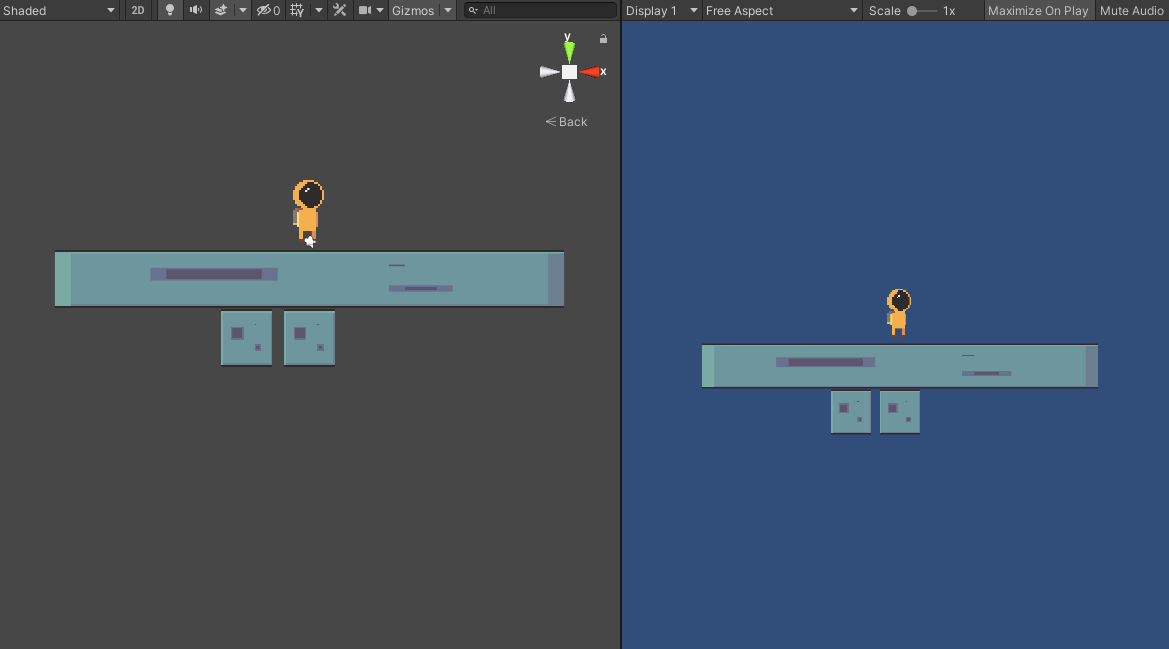 Shaded 2D 0 Gizmos All
Display 1 Free Aspect Scale 1x Maximize On Play Mute Audio
y
x
Back